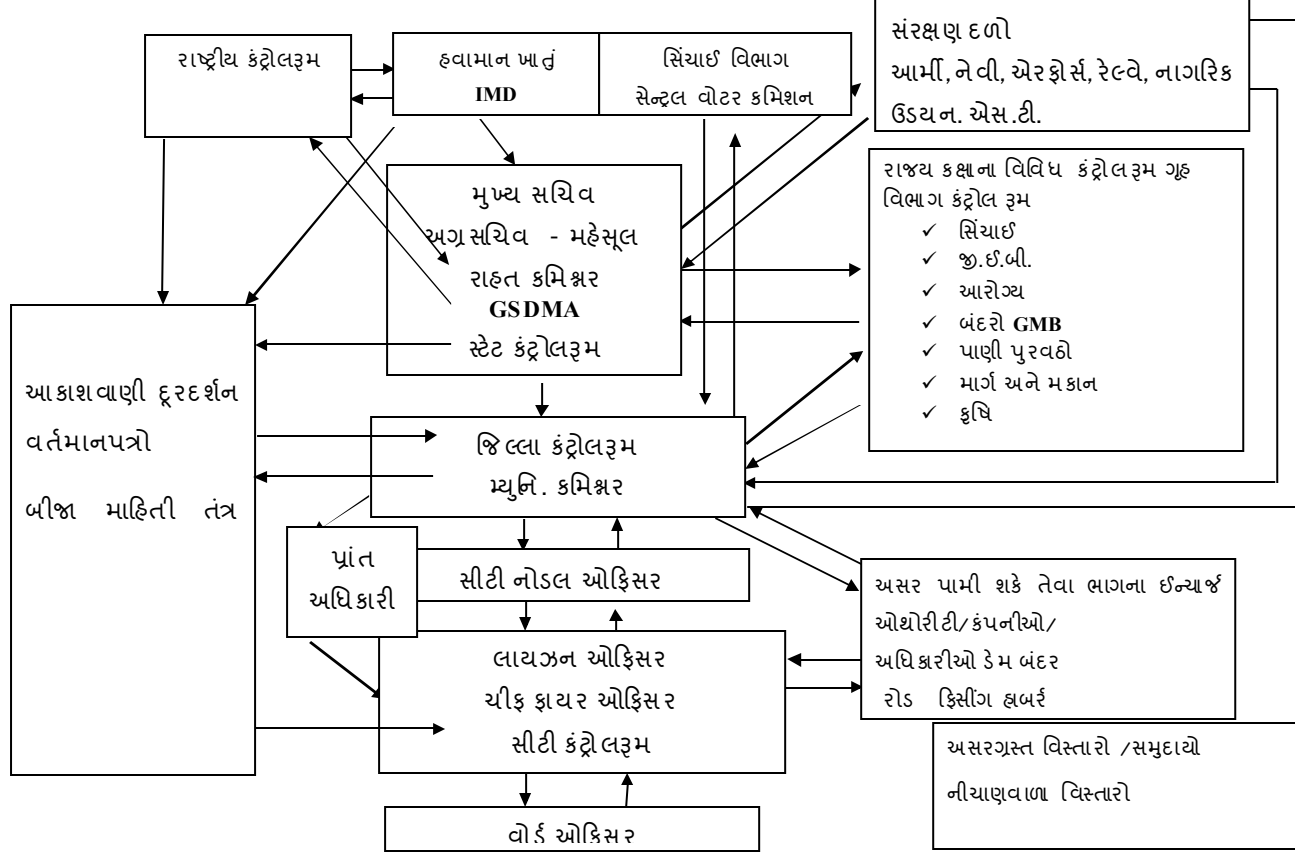 રાષ્ટ્રીય કંટ્રોલરૂમ
હવામાન ખાતું
IMD
સિંચાઈ વિભાગ
સેન્ટ્રલ વોટર કમિશન
સંરક્ષણ દળો
આર્મી, નેવી, એરફોર્સ, રેલ્વે, નાગરિક
ઉડયન. એસ.ટી.
મુખ્ય સચિવ
અગ્રસચિવ - મહેસૂલ
રાહત કમિશ્નર
GSDMA
સ્ટેટ કંટ્રોલરૂમ
રાજય કક્ષાના વિવિધ કંટ્રોલરૂમ ગૃહ
વિભાગ કંટ્રોલ રૂમ
✓ સિંચાઈ
✓ જી.ઈ.બી.
✓ આરોગ્ય
✓ બંદરો GMB
✓ પાણી પુરવઠો
✓ માર્ગ અને મકાન
✓ કૃષિ
આકાશવાણી દૂરદર્શન
વર્તમાનપત્રો
બીજા માહિતી તંત્ર
જિલ્લા કંટ્રોલરૂમ
મ્યુનિ. કમિશ્નર
પ્રાંત
અધિકારી
સીટી નોડલ ઓફિસર
લાયઝન ઓફિસર
ચીફ ફાયર ઓફિસર
સીટી કંટ્રોલરૂમ
વોર્ડ ઓફિસર
અસર પામી શકે તેવા ભાગના ઈન્ચાર્જ
ઓથોરીટી/કંપનીઓ/
અધિકારીઓ ડેમ બંદર
રોડ ફિસીંગ હાબર્ર
અસરગ્રસ્ત વિસ્તારો /સમુદાયો
નીચાણવાળા વિસ્તારો